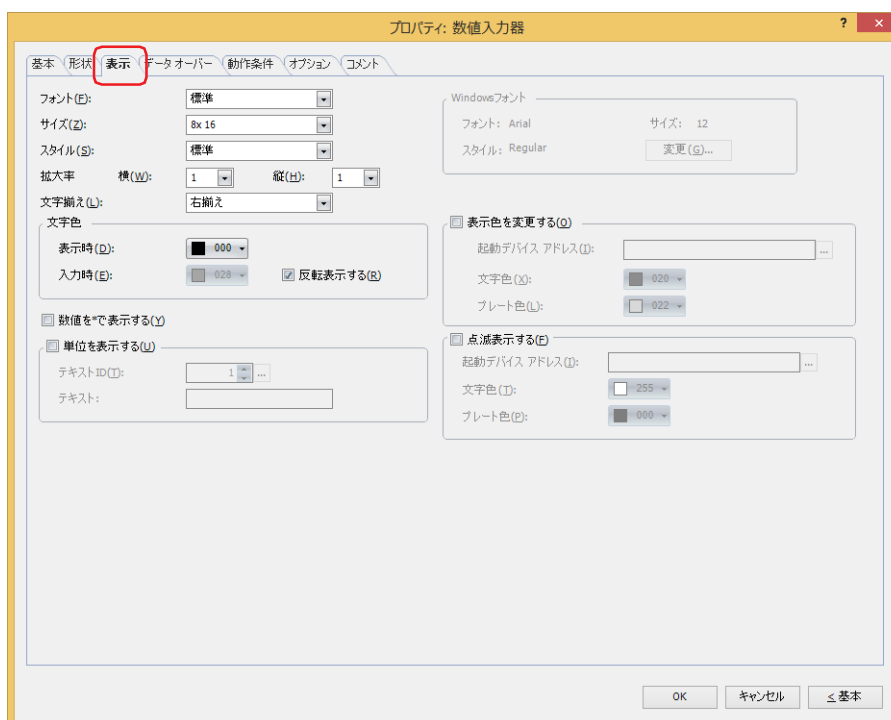 プロパティ: 数値入力器
? ×
基本 形状 表示 データ オーバー 動作条件 オプション コメント
フォント(F): 標準
サイズ(Z): 8x 16
スタイル(S): 標準
拡大率 横(W): 1 縦(H): 1
文字揃え(L): 右揃え
文字色
表示時(D): 000
入力時(E): 028 反転表示する(R)
数値を*で表示する(Y)
単位を表示する(U)
テキストID(T): 1 ...
テキスト:
Windowsフォント
フォント: Arial サイズ: 12
スタイル: Regular 変更(G)...
表示色を変更する(O)
起動デバイス アドレス(I): ...
文字色(X): 020
プレート色(L): 022
点滅表示する(F)
起動デバイス アドレス(I): ...
文字色(T): 255
プレート色(P): 000
OK キャンセル < 基本